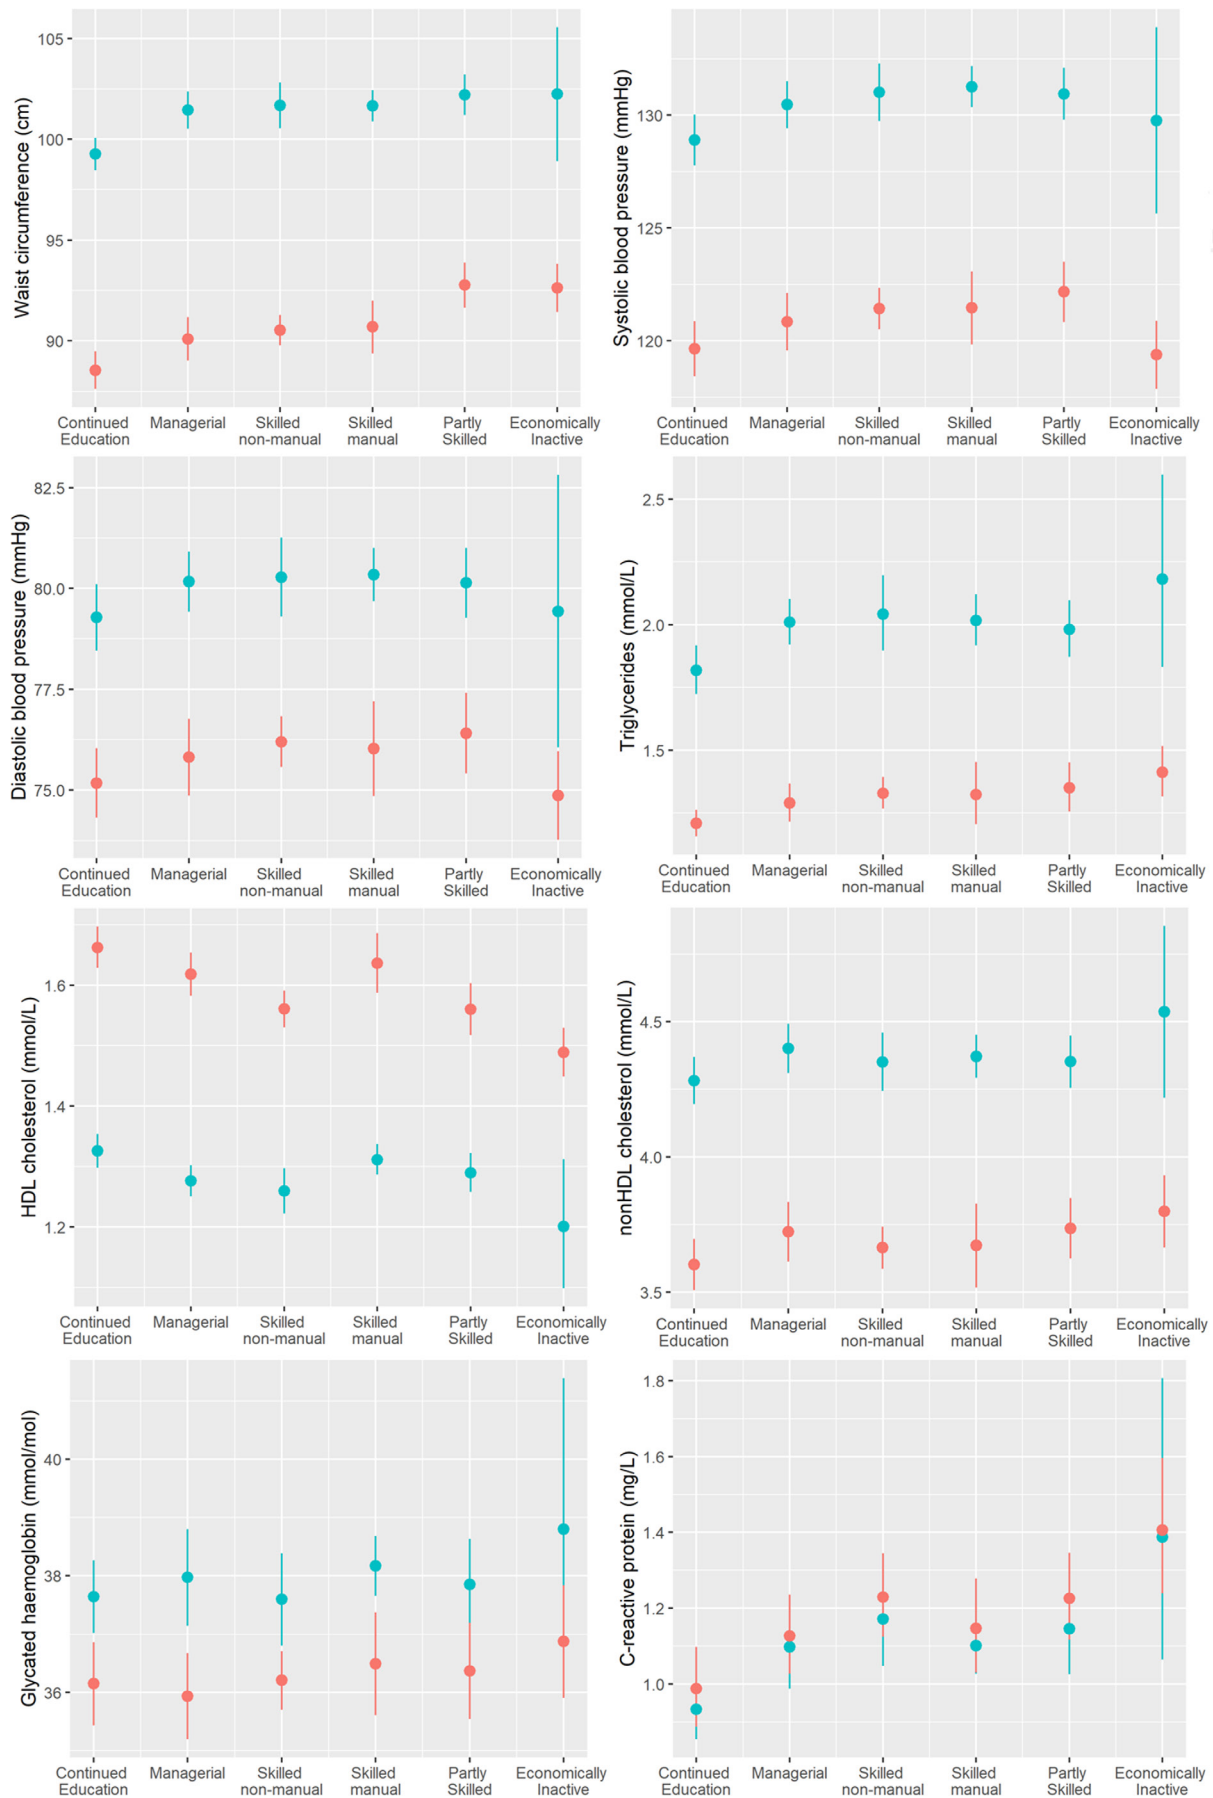 Waist circumference (cm)
105
100
95
90
Continued Managerial Skilled Skilled Partly Economically
Education non-manual manual Skilled Inactive
Systolic blood pressure (mmHg)
130
125
120
Continued Managerial Skilled Skilled Partly Economically
Education non-manual manual Skilled Inactive
Diastolic blood pressure (mmHg)
82.5
80.0
77.5
75.0
Continued Managerial Skilled Skilled Partly Economically
Education non-manual manual Skilled Inactive
Triglycerides (mmol/L)
2.5
2.0
1.5
Continued Managerial Skilled Skilled Partly Economically
Education non-manual manual Skilled Inactive
HDL cholesterol (mmol/L)
1.6
1.4
1.2
Continued Managerial Skilled Skilled Partly Economically
Education non-manual manual Skilled Inactive
nonHDL cholesterol (mmol/L)
4.5
4.0
3.5
Continued Managerial Skilled Skilled Partly Economically
Education non-manual manual Skilled Inactive
Glycated haemoglobin (mmol/mol)
40
38
36
Continued Managerial Skilled Skilled Partly Economically
Education non-manual manual Skilled Inactive
C-reactive protein (mg/L)
1.8
1.6
1.4
1.2
1.0
Continued Managerial Skilled Skilled Partly Economically
Education non-manual manual Skilled Inactive